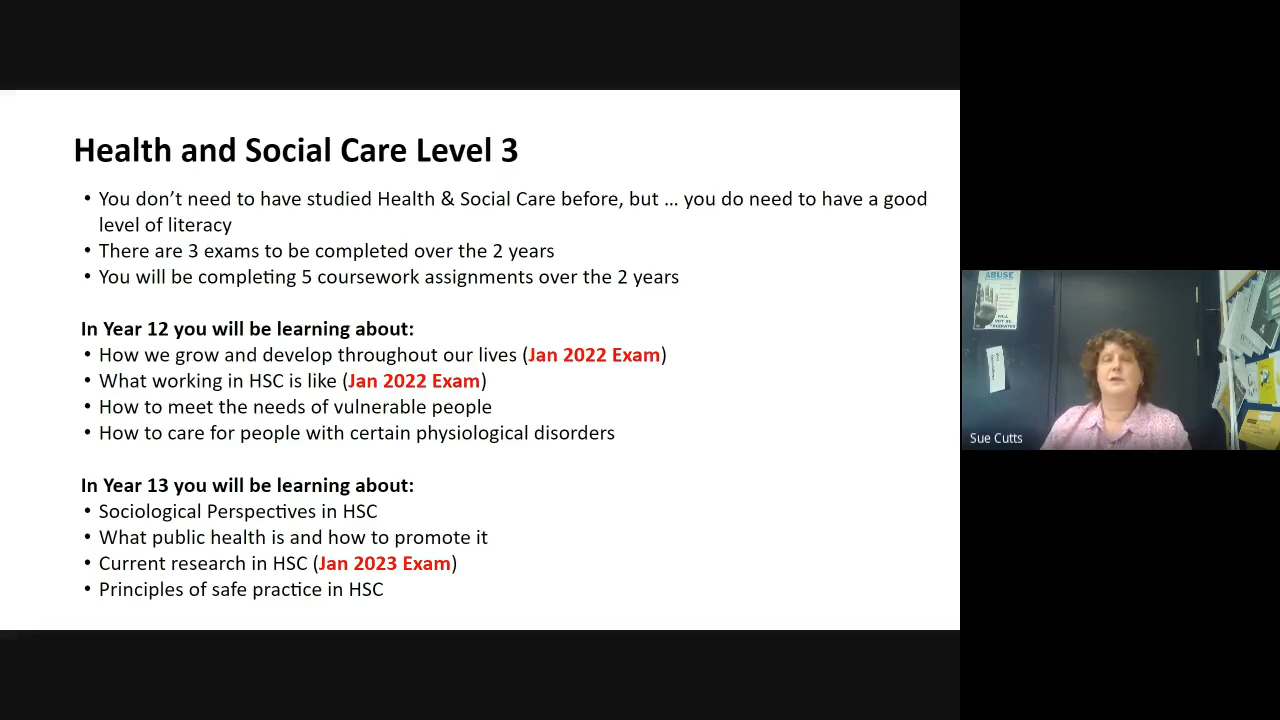 Health and Social Care Level 3
• You don't need to have studied Health & Social Care before, but ... you do need to have a good
level of literacy
• There are 3 exams to be completed over the 2 years
• You will be completing 5 coursework assignments over the 2 years
In Year 12 you will be learning about:
• How we grow and develop throughout our lives (Jan 2022 Exam)
• What working in HSC is like (Jan 2022 Exam)
• How to meet the needs of vulnerable people
• How to care for people with certain physiological disorders
In Year 13 you will be learning about:
• Sociological Perspectives in HSC
• What public health is and how to promote it
• Current research in HSC (Jan 2023 Exam)
• Principles of safe practice in HSC
ABUSE
WILL
NOT BE
TOLERATED
Sue Cutts